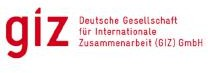 giz
Deutsche Gesellschaft
für Internationale
Zusammenarbeit (GIZ) GmbH